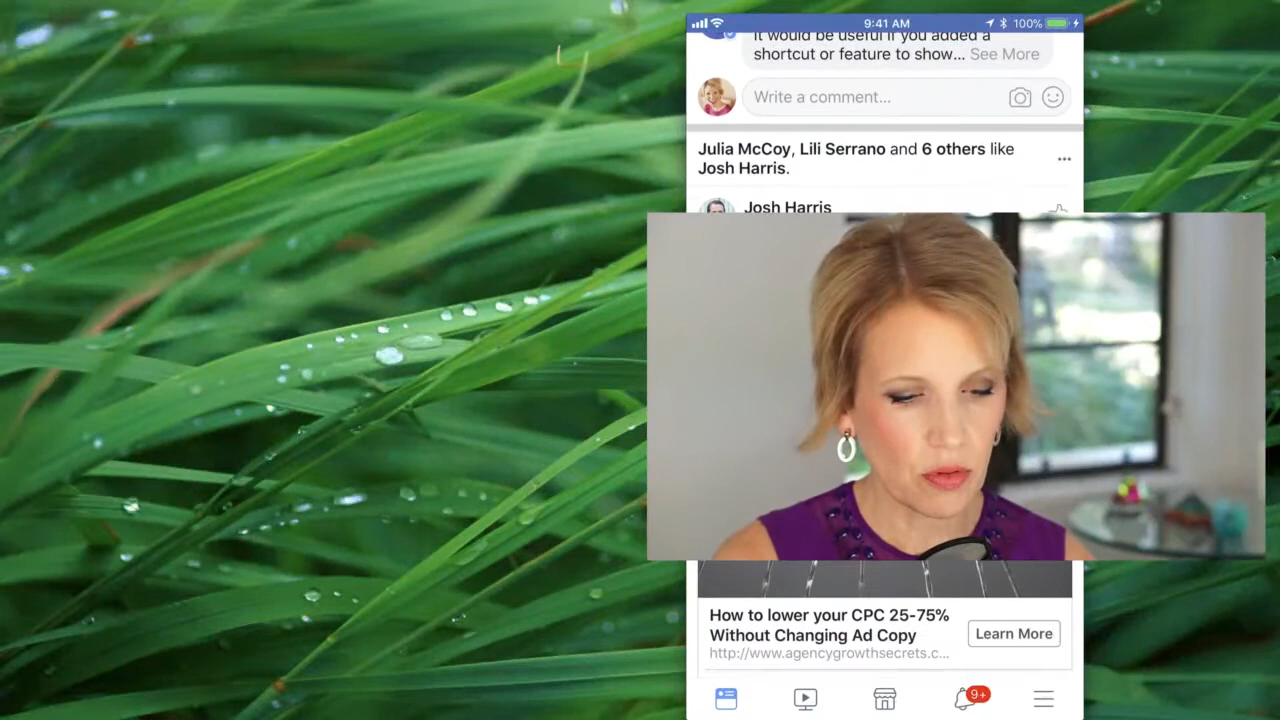 9:41 AM
100%
it would be useful if you added a
shortcut or feature to show... See More
Write a comment...
Julia McCoy, Lili Serrano and 6 others like
Josh Harris.
Josh Harris
How to lower your CPC 25-75%
Without Changing Ad Copy
Learn More
http://www.agencygrowthsecrets.c...
9+